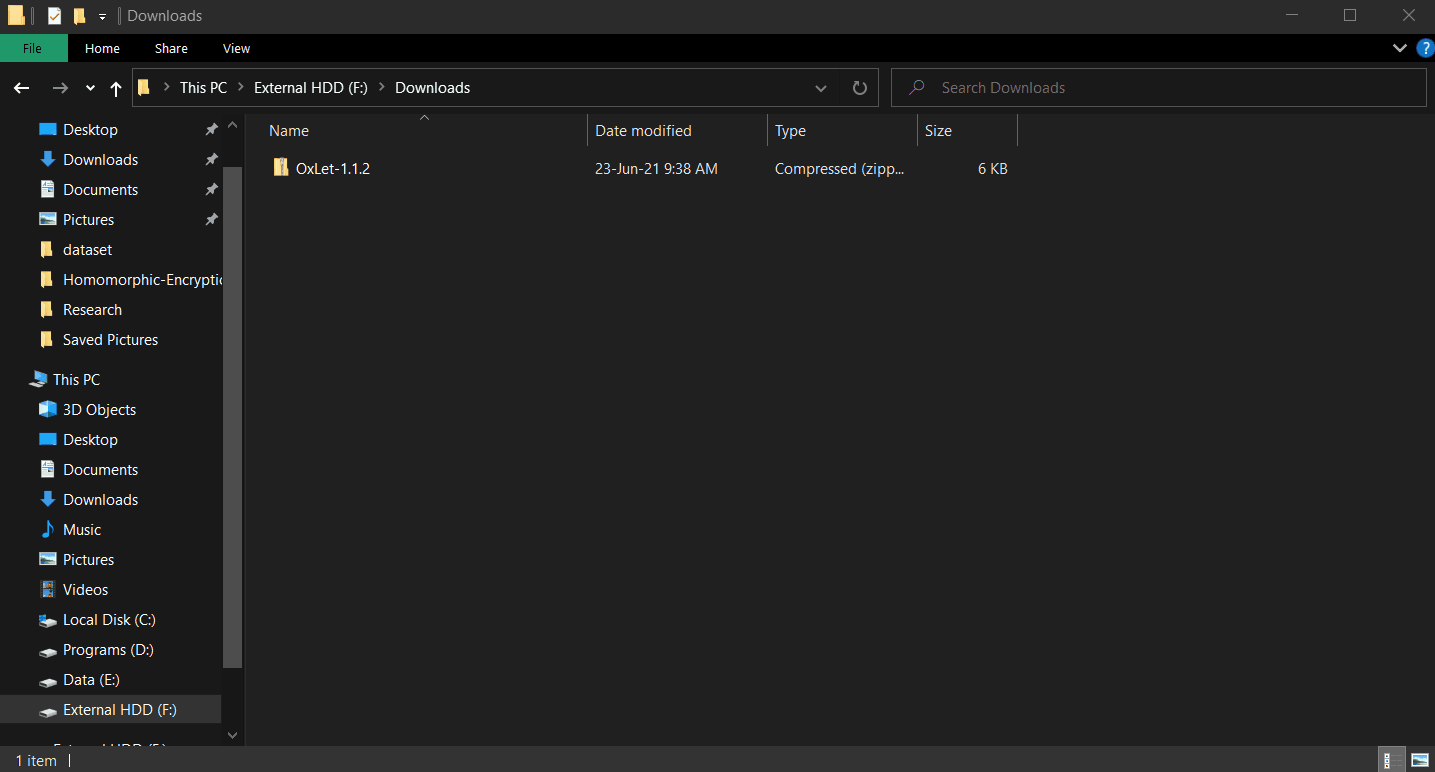 Downloads
File Home Share View
This PC External HDD (F:) Downloads
Search Downloads
Desktop
Downloads
Documents
Pictures
dataset
Homomorphic-Encryptic
Research
Saved Pictures
This PC
3D Objects
Desktop
Documents
Downloads
Music
Pictures
Videos
Local Disk (C:)
Programs (D:)
Data (E:)
External HDD (F:)
Name Date modified Type Size
OxLet-1.1.2 23-Jun-21 9:38 AM Compressed (zipp... 6 KB
1 item